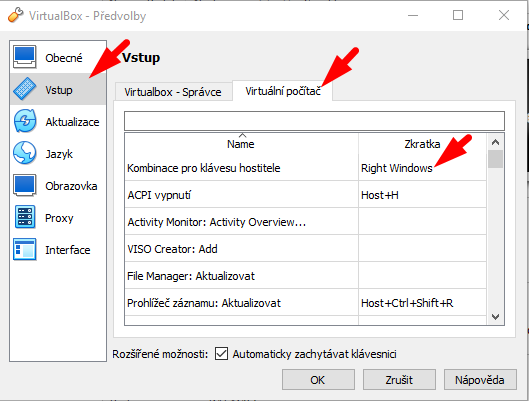 VirtualBox - Předvolby
Obecné
Vstup
Aktualizace
Jazyk
Obrazovka
Proxy
Interface
Vstup
Virtualbox - Správce
Virtuální počítač
Name Zkratka
Kombinace pro klávesu hostitele Right Windows
ACPI vypnutí Host+H
Activity Monitor: Activity Overview...
VISO Creator: Add
File Manager: Aktualizovat
Prohlížeč záznamu: Aktualizovat Host+Ctrl+Shift+R
Rozšířené možnosti: Automaticky zachytávat klávesnici
OK Zrušit Nápověda